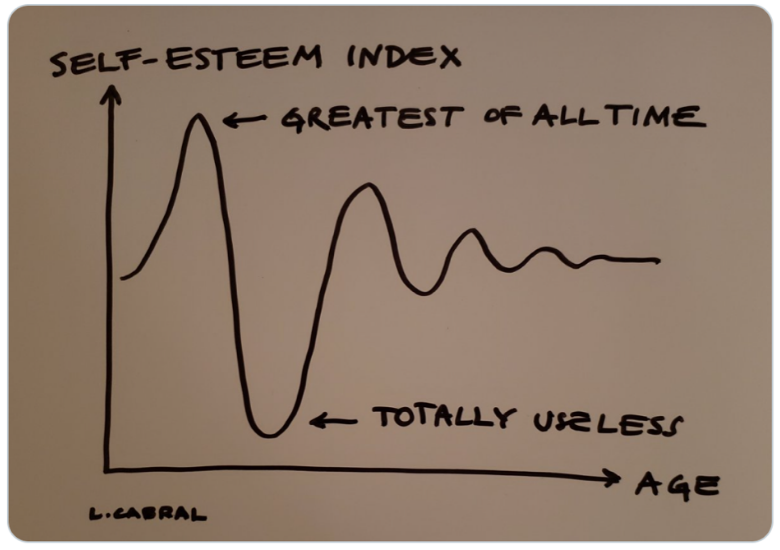 SELF-ESTEEM INDEX
← GREATEST OF ALL TIME
← TOTALLY USELESS
→ AGE
L.CABRAL